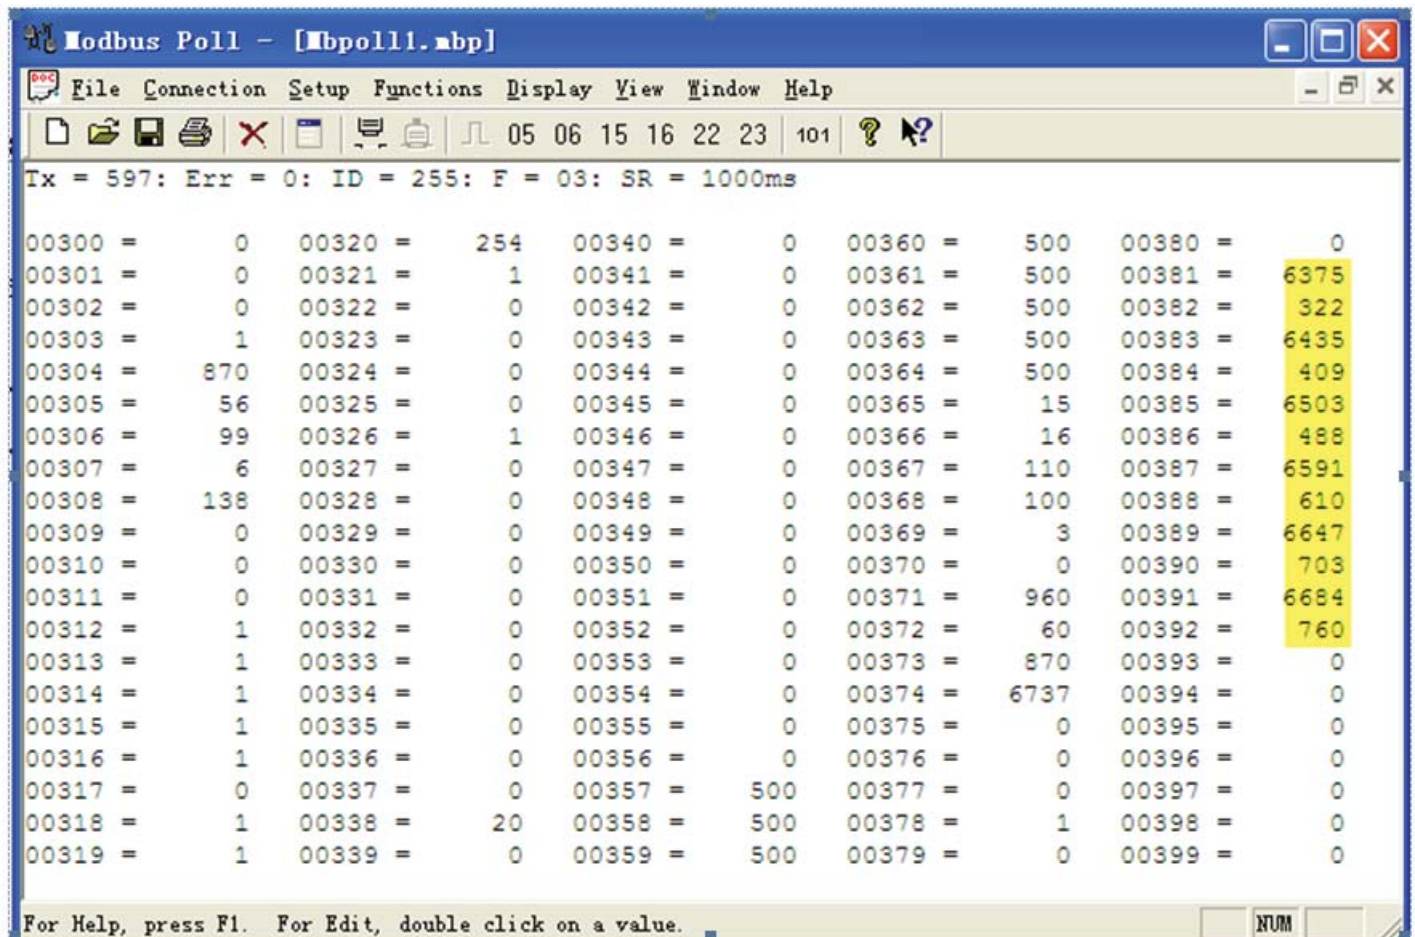 Modbus Poll - [Mbpoll1.mbp]
File Connection Setup Functions Display View Window Help
05 06 15 16 22 23 101
Tx = 597: Err = 0: ID = 255: F = 03: SR = 1000ms
00300 = 0 00320 = 254 00340 = 0 00360 = 500 00380 = 0
00301 = 0 00321 = 1 00341 = 0 00361 = 500 00381 = 6375
00302 = 0 00322 = 0 00342 = 0 00362 = 500 00382 = 322
00303 = 1 00323 = 0 00343 = 0 00363 = 500 00383 = 6435
00304 = 870 00324 = 0 00344 = 0 00364 = 500 00384 = 409
00305 = 56 00325 = 0 00345 = 0 00365 = 15 00385 = 6503
00306 = 99 00326 = 1 00346 = 0 00366 = 16 00386 = 488
00307 = 6 00327 = 0 00347 = 0 00367 = 110 00387 = 6591
00308 = 138 00328 = 0 00348 = 0 00368 = 100 00388 = 610
00309 = 0 00329 = 0 00349 = 0 00369 = 3 00389 = 6647
00310 = 0 00330 = 0 00350 = 0 00370 = 0 00390 = 703
00311 = 0 00331 = 0 00351 = 0 00371 = 960 00391 = 6684
00312 = 1 00332 = 0 00352 = 0 00372 = 60 00392 = 760
00313 = 1 00333 = 0 00353 = 0 00373 = 870 00393 = 0
00314 = 1 00334 = 0 00354 = 0 00374 = 6737 00394 = 0
00315 = 1 00335 = 0 00355 = 0 00375 = 0 00395 = 0
00316 = 1 00336 = 0 00356 = 0 00376 = 0 00396 = 0
00317 = 0 00337 = 0 00357 = 500 00377 = 0 00397 = 0
00318 = 1 00338 = 20 00358 = 500 00378 = 1 00398 = 0
00319 = 1 00339 = 0 00359 = 500 00379 = 0 00399 = 0
For Help, press F1. For Edit, double click on a value. NUM